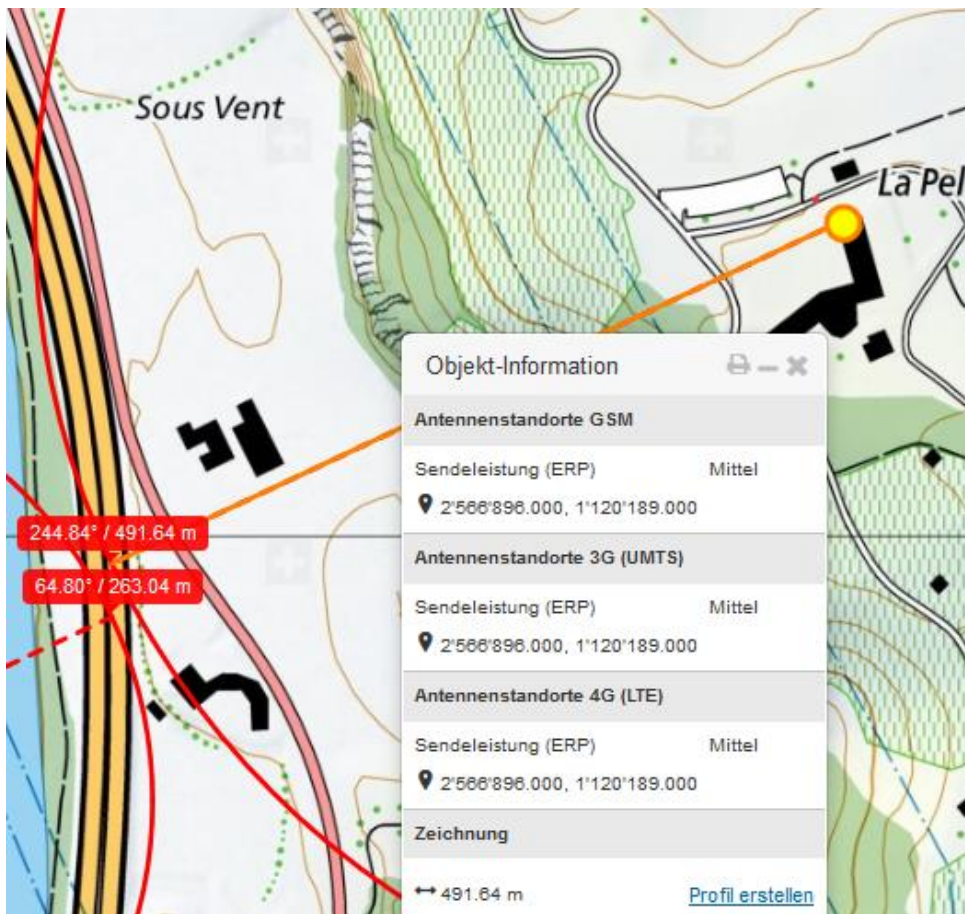 Sous Vent
La Pel
244.84° / 491.64 m
64.80° / 263.04 m
Objekt-Information
Antennenstandorte GSM
Sendeleistung (ERP) Mittel
2'566'896.000, 1'120'189.000
Antennenstandorte 3G (UMTS)
Sendeleistung (ERP) Mittel
2'566'896.000, 1'120'189.000
Antennenstandorte 4G (LTE)
Sendeleistung (ERP) Mittel
2'566'896.000, 1'120'189.000
Zeichnung
491.64 m Profil erstellen